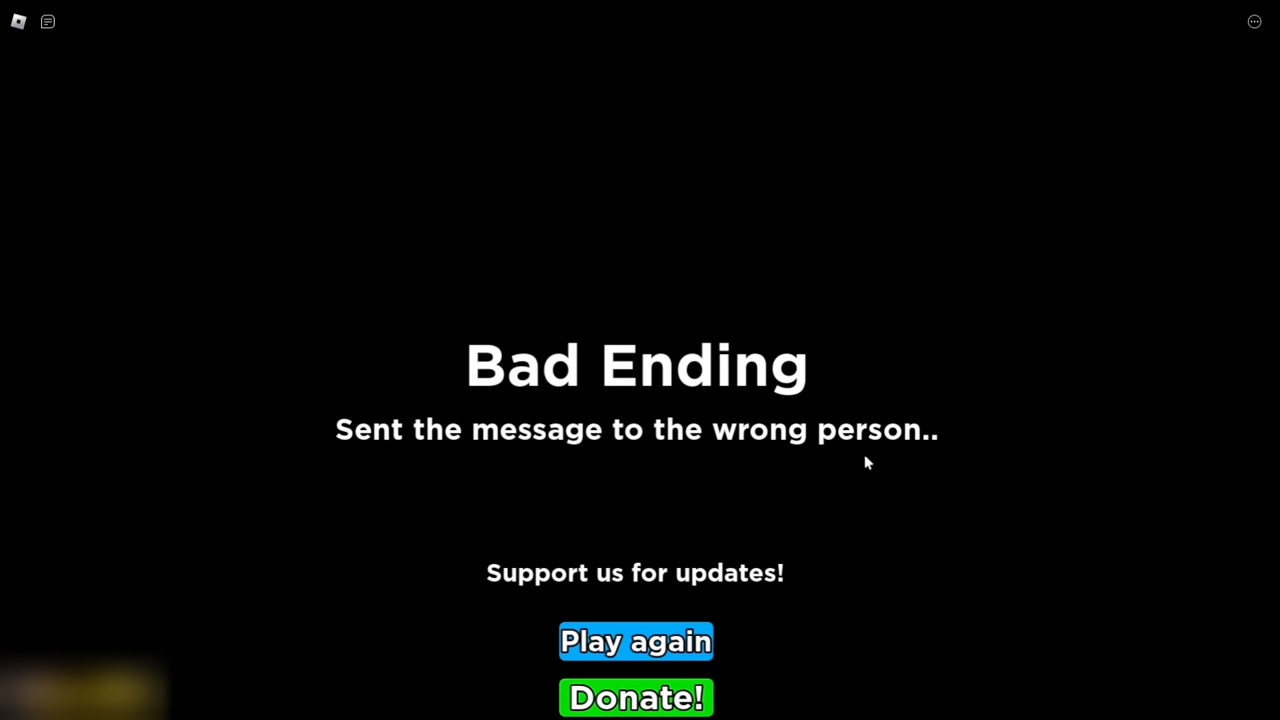 Bad Ending
Sent the message to the wrong person..
Support us for updates!
Play again
Donate!